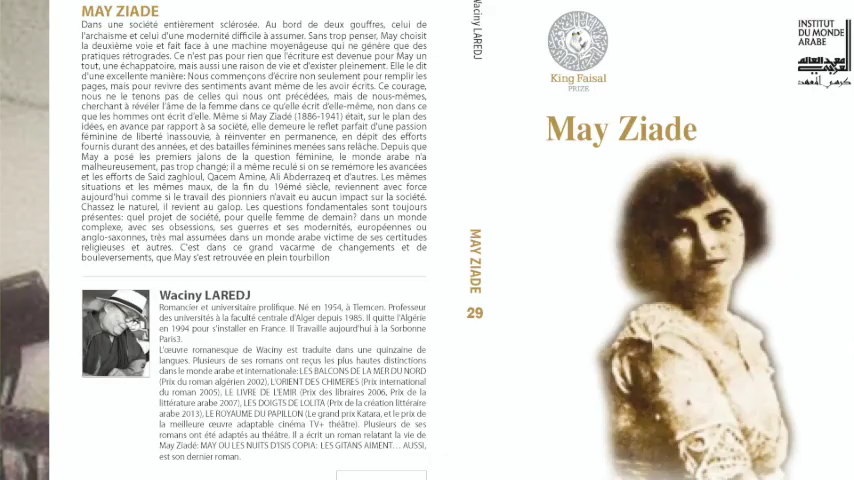 MAY ZIADE
Dans une société entièrement sclérosée. Au bord de deux gouffres, celui de
l'archaisme et celui d'une modernité difficile à assumer. Sans trop penser, May choisit
la deuxième voie et fait face à une machine moyenâgeuse qui ne génère que des
pratiques rétrogrades. Ce n'est pas pour rien que l'écriture est devenue pour May un
tout, une échappatoire, mais aussi une raison de vie et d'exister pleinement. Elle le dit
d'une excellente manière: Nous commençons d'écrire non seulement pour remplir les
pages, mais pour revivre des sentiments avant même de les avoir écrits. Ce courage,
nous ne le tenons pas de celles qui nous ont précédées, mais de nous-mêmes,
cherchant à révéler l'âme de la femme dans ce qu'elle écrit d'elle-même, non dans ce
que les hommes ont écrit d'elle. Même si May Ziadé (1886-1941) était, sur le plan des
idées, en avance par rapport à sa société, elle demeure le reflet parfait d'une passion
féminine de liberté inassouvie, à réinventer en permanence, en dépit des efforts
fournis durant des années, et des batailles féminines menées sans relâche. Depuis que
May a posé les premiers jalons de la question féminine, le monde arabe n'a
malheureusement, pas trop changé; il a même reculé si on se remémore les avancées
et les efforts de Said zaghloul, Qacem Amine, Ali Abderrazeq et d'autres. Les mêmes
situations et les mêmes maux, de la fin du 19émé siècle, reviennent avec force
aujourd'hui comme si le travail des pionniers n'avait eu aucun impact sur la société.
Chassez le naturel, il revient au galop. Les questions fondamentales sont toujours
présentes: quel projet de société, pour quelle femme de demain? dans un monde
complexe, avec ses obsessions, ses guerres et ses modernités, européennes ou
anglo-saxonnes, très mal assumées dans un monde arabe victime de ses certitudes
religieuses et autres. C'est dans ce grand vacarme de changements et de
bouleversements, que May s'est retrouvée en plein tourbillon
Waciny LAREDJ
Romancier et universitaire prolifique. Né en 1954, à Tlemcen. Professeur
des universités à la faculté centrale d'Alger depuis 1985. Il quitte l'Algérie
en 1994 pour s'installer en France. Il Travaille aujourd'hui à la Sorbonne
Paris3.
L'œuvre romanesque de Waciny est traduite dans une quinzaine de
langues. Plusieurs de ses romans ont reçus les plus hautes distinctions
dans le monde arabe et internationale: LES BALCONS DE LA MER DU NORD
(Prix du roman algérien 2002), L'ORIENT DES CHIMERES (Prix international
du roman 2005), LE LIVRE DE L'EMIR (Prix des libraires 2006, Prix de la
littérature arabe 2007), LES DOIGTS DE LOLITA (Prix de la création littéraire
arabe 2013), LE ROYAUME DU PAPILLON (Le grand prix Katara, et le prix de
la meilleure œuvre adaptable cinéma TV+ théâtre). Plusieurs de ses
romans ont été adaptés au théâtre. Il a écrit un roman relatant la vie de
May Ziadé: MAY OU LES NUITS D'ISIS COPIA: LES GITANS AIMENT... AUSSI,
est son dernier roman.
Waciny LAREDJ
MAY ZIADE
29
King Faisal
PRIZE
INSTITUT
DU MONDE
ARABE
معهد العالم
العربي
May Ziade